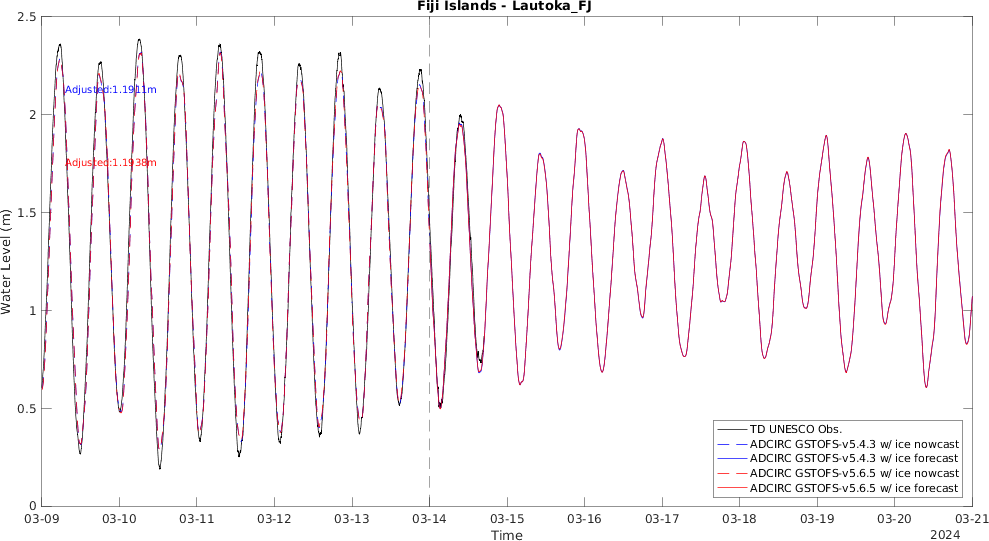 Fiji Islands - Lautoka_FJ
2.5
2
1.5
1
0.5
0
Water Level (m)
Adjusted:1.1911m
Adjusted:1.1938m
TD UNESCO Obs.
ADCIRC GSTOFS-v5.4.3 w/ ice nowcast
ADCIRC GSTOFS-v5.4.3 w/ ice forecast
ADCIRC GSTOFS-v5.6.5 w/ ice nowcast
ADCIRC GSTOFS-v5.6.5 w/ ice forecast
03-09 03-10 03-11 03-12 03-13 03-14 03-15 03-16 03-17 03-18 03-19 03-20 03-21
Time
2024